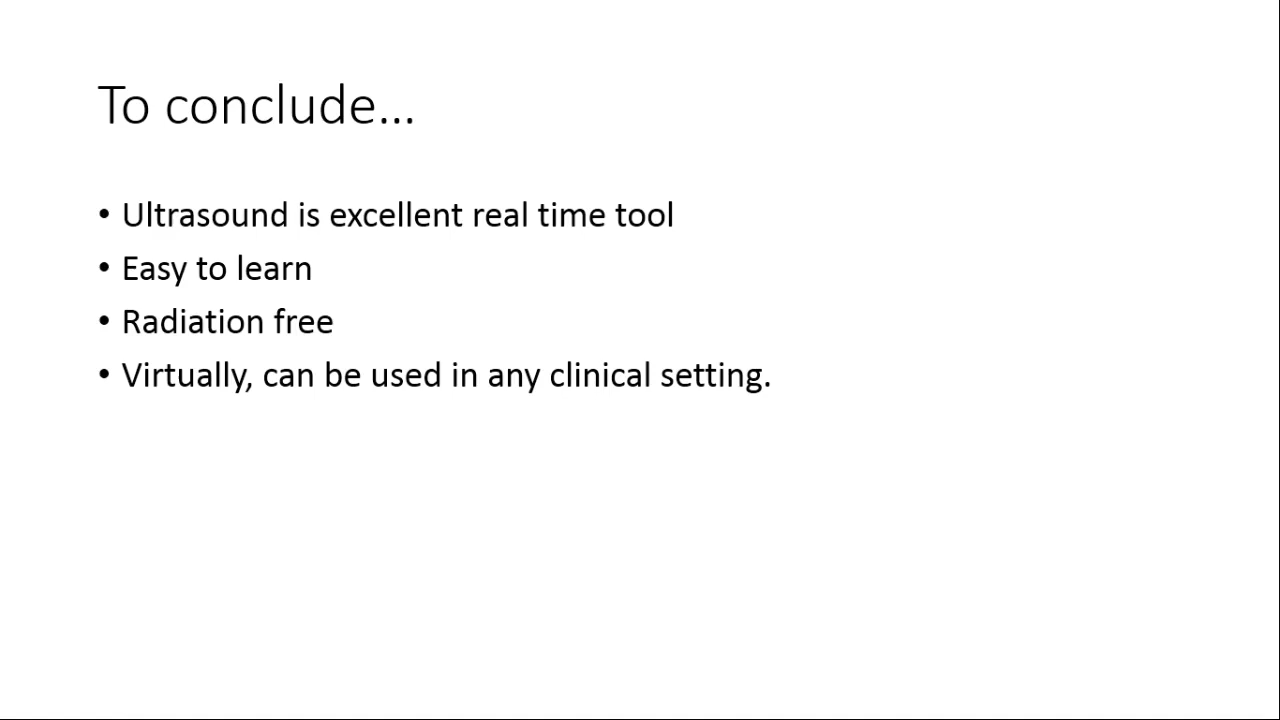 To conclude...
• Ultrasound is excellent real time tool
• Easy to learn
• Radiation free
• Virtually, can be used in any clinical setting.